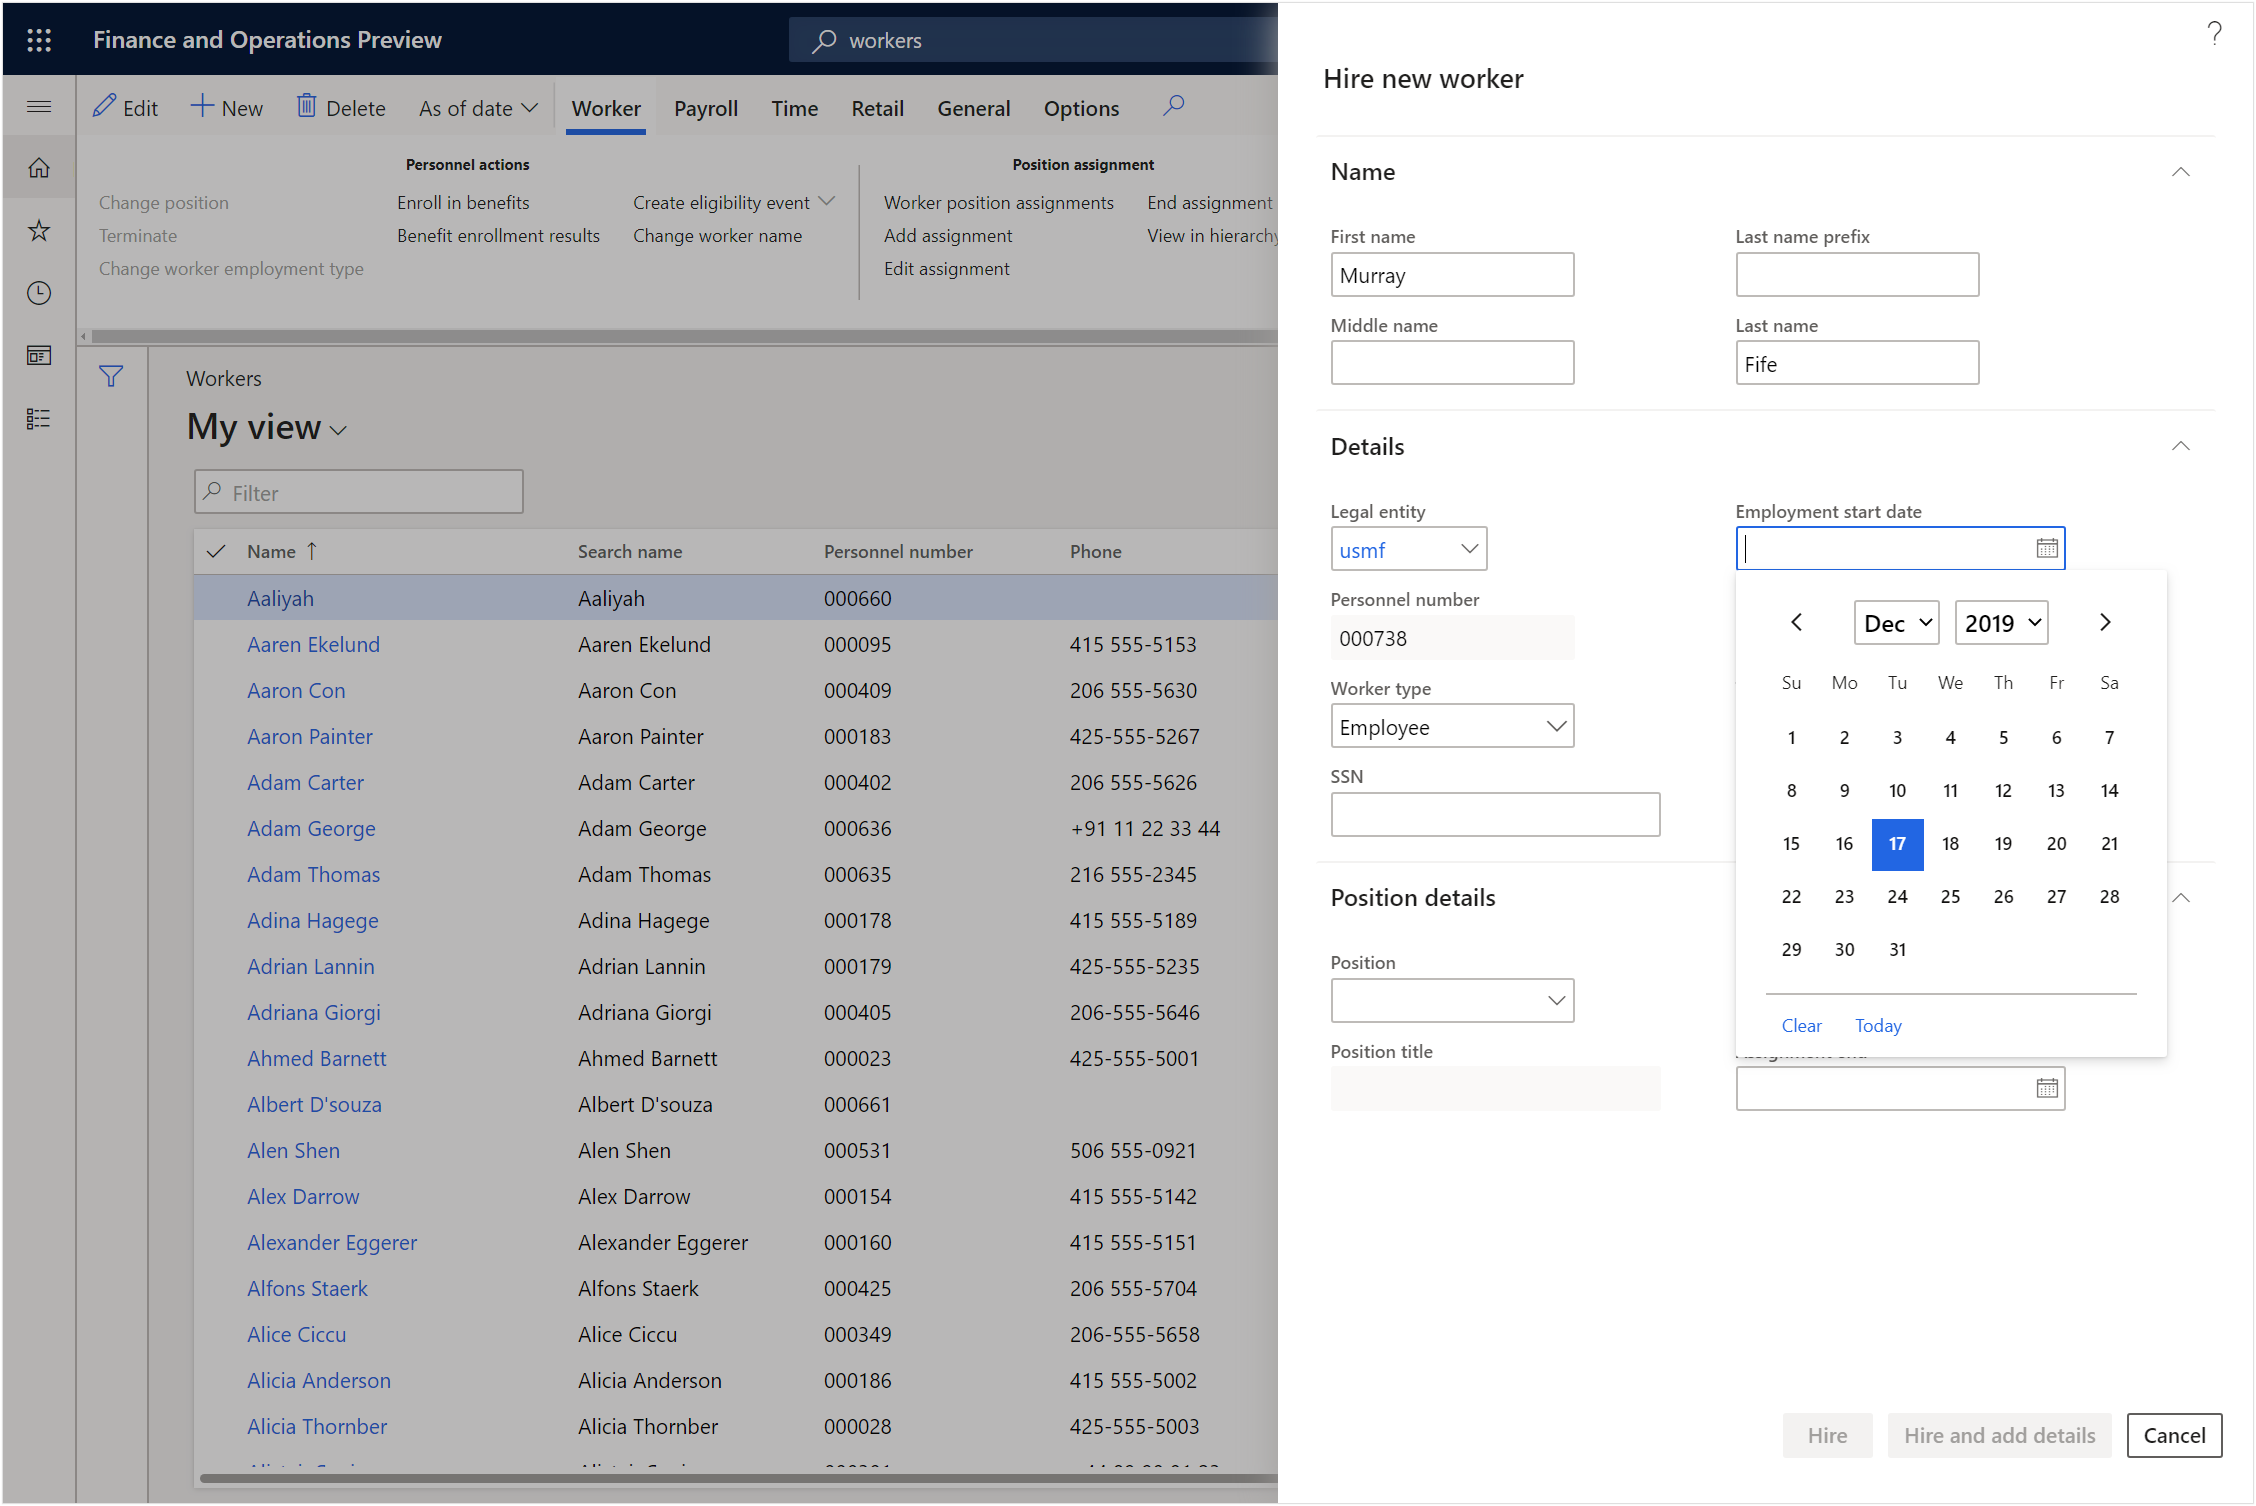 Finance and Operations Preview
workers
Edit New Delete As of date Worker Payroll Time Retail General Options
Personnel actions
Change position Enroll in benefits Create eligibility event
Terminate Benefit enrollment results Change worker name
Change worker employment type
Position assignment
Worker position assignments End assignment
Add assignment View in hierarchy
Edit assignment
Workers
My view
Filter
Name Search name Personnel number Phone
Aaliyah Aaliyah 000660
Aaren Ekelund Aaren Ekelund 000095 415 555-5153
Aaron Con Aaron Con 000409 206 555-5630
Aaron Painter Aaron Painter 000183 425-555-5267
Adam Carter Adam Carter 000402 206 555-5626
Adam George Adam George 000636 +91 11 22 33 44
Adam Thomas Adam Thomas 000635 216 555-2345
Adina Hagege Adina Hagege 000178 415 555-5189
Adrian Lannin Adrian Lannin 000179 425-555-5235
Adriana Giorgi Adriana Giorgi 000405 206-555-5646
Ahmed Barnett Ahmed Barnett 000023 425-555-5001
Albert D'souza Albert D'souza 000661
Alen Shen Alen Shen 000531 506 555-0921
Alex Darrow Alex Darrow 000154 415 555-5142
Alexander Eggerer Alexander Eggerer 000160 415 555-5151
Alfons Staerk Alfons Staerk 000425 206 555-5704
Alice Ciccu Alice Ciccu 000349 206-555-5658
Alicia Anderson Alicia Anderson 000186 415 555-5002
Alicia Thornber Alicia Thornber 000028 425-555-5003
?
Hire new worker
Name
First name Last name prefix
Murray
Middle name Last name
Fife
Details
Legal entity Employment start date
usmf
Personnel number
000738
Worker type
Employee
SSN
Dec 2019
Su Mo Tu We Th Fr Sa
1 2 3 4 5 6 7
8 9 10 11 12 13 14
15 16 17 18 19 20 21
22 23 24 25 26 27 28
29 30 31
Clear Today
Position details
Position
Position title
Hire Hire and add details Cancel